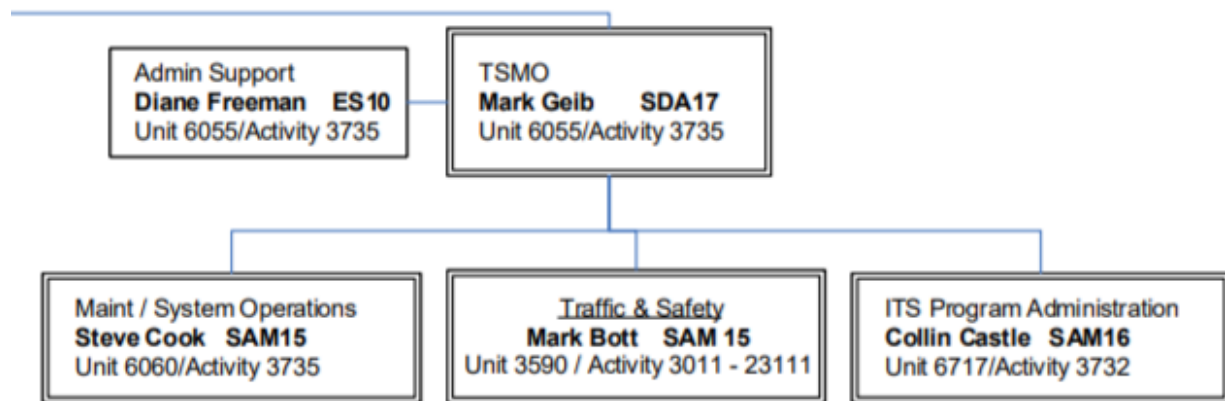 Admin Support
Diane Freeman ES10
Unit 6055/Activity 3735
TSMO
Mark Geib SDA17
Unit 6055/Activity 3735
Maint / System Operations
Steve Cook SAM15
Unit 6060/Activity 3735
Traffic & Safety
Mark Bott SAM 15
Unit 3590 / Activity 3011 - 23111
ITS Program Administration
Collin Castle SAM16
Unit 6717/Activity 3732